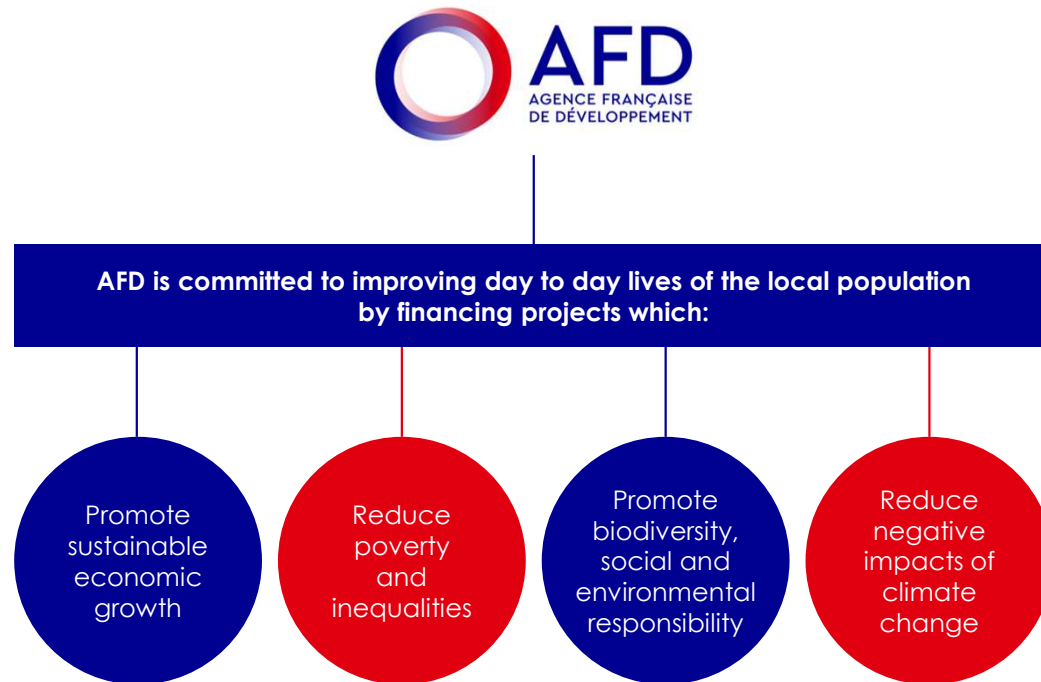 AFD
AGENCE FRANÇAISE
DE DÉVELOPPEMENT
AFD is committed to improving day to day lives of the local population
by financing projects which:
Promote
sustainable
economic
growth
Reduce
poverty
and
inequalities
Promote
biodiversity,
social and
environmental
responsibility
Reduce
negative
impacts of
climate
change